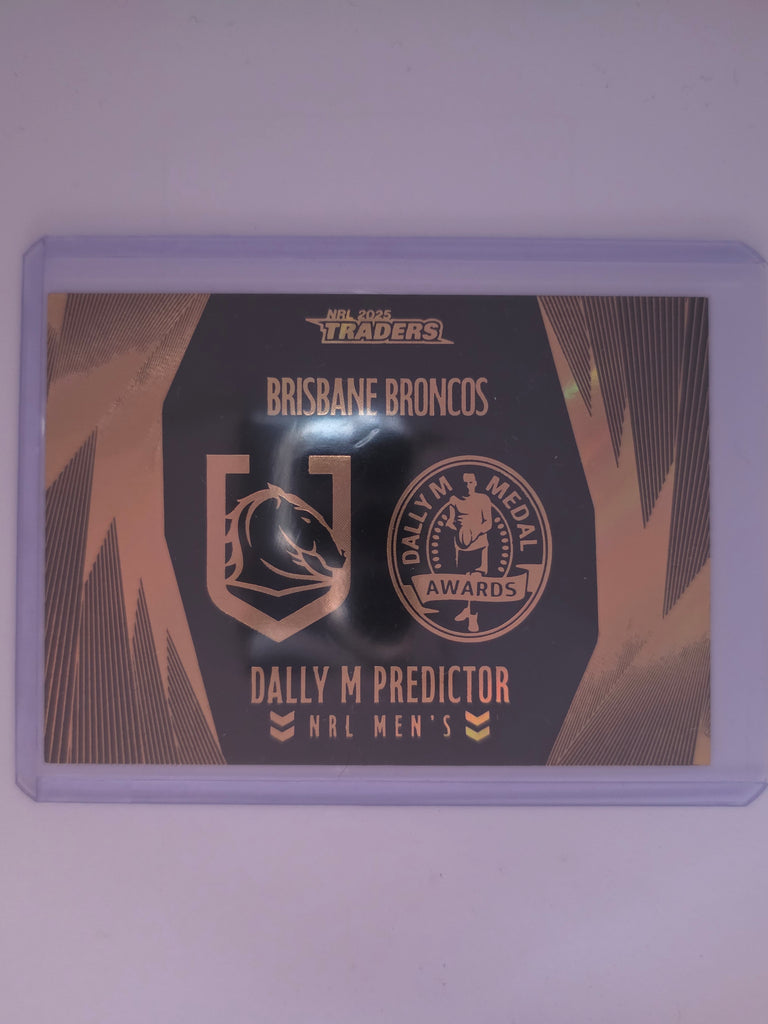 NRL 2025
TRADERS
BRISBANE BRONCOS
DALLY M MEDAL
AWARDS
DALLY M PREDICTOR
NRL MEN'S